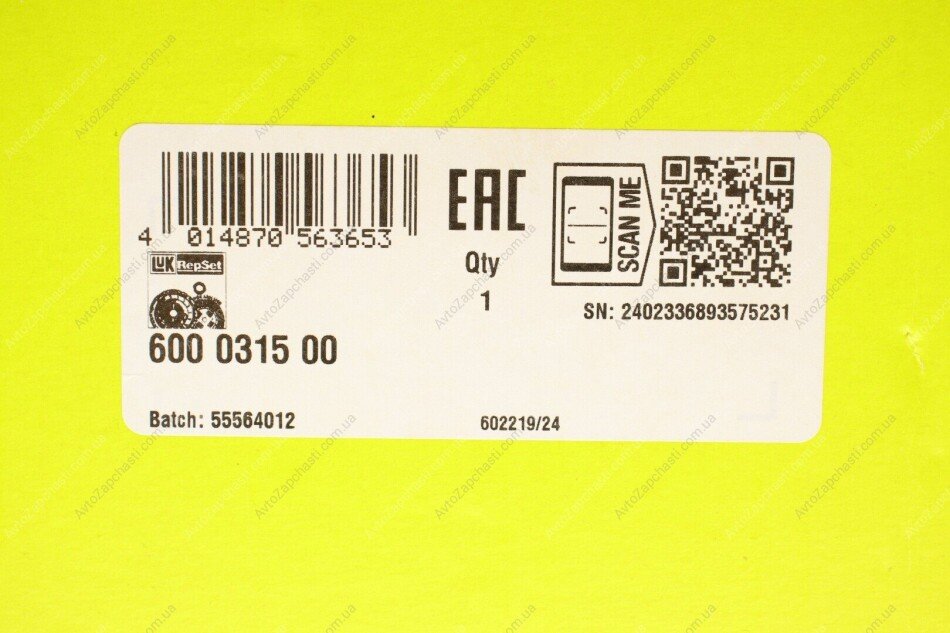 4 014870 563653
EAC
SCAN ME
LUK RepSet
Qty
1
SN: 2402336893575231
600 0315 00
Batch: 55564012
602219/24
AvtoZapchasti.com.ua